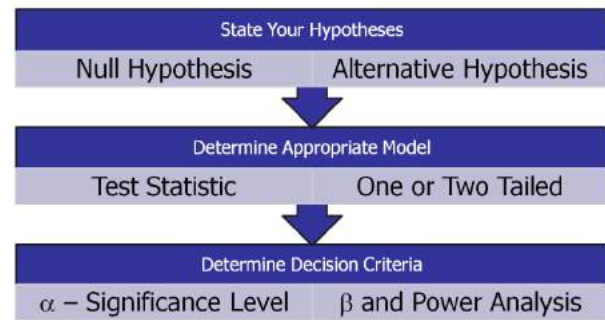 State Your Hypotheses
Null Hypothesis Alternative Hypothesis
Determine Appropriate Model
Test Statistic One or Two Tailed
Determine Decision Criteria
α – Significance Level β and Power Analysis